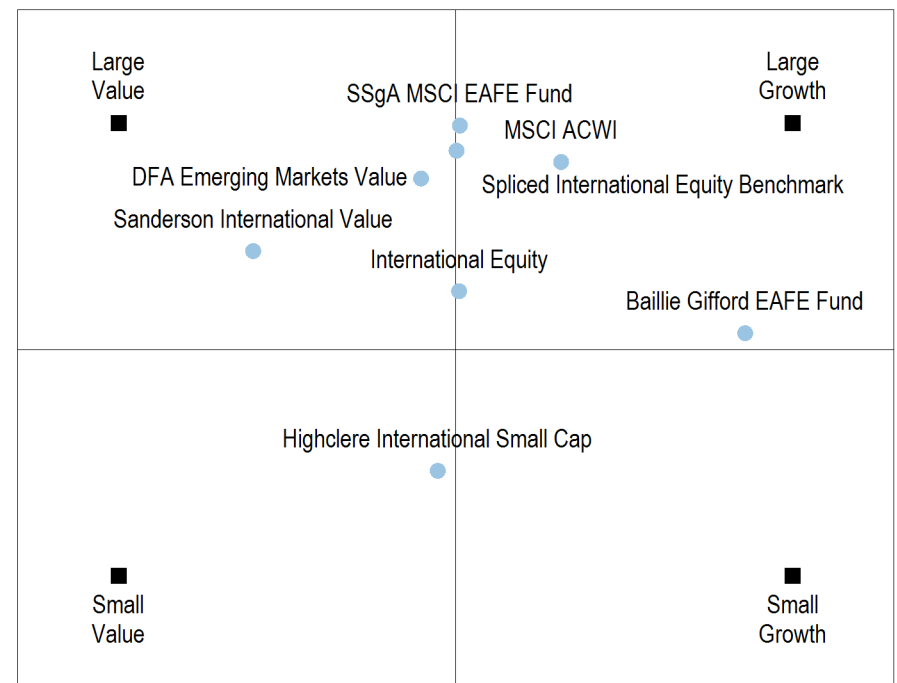 Large
Value
Large
Growth
SSgA MSCI EAFE Fund
MSCI ACWI
DFA Emerging Markets Value
Spliced International Equity Benchmark
Sanderson International Value
International Equity
Baillie Gifford EAFE Fund
Highclere International Small Cap
Small
Value
Small
Growth